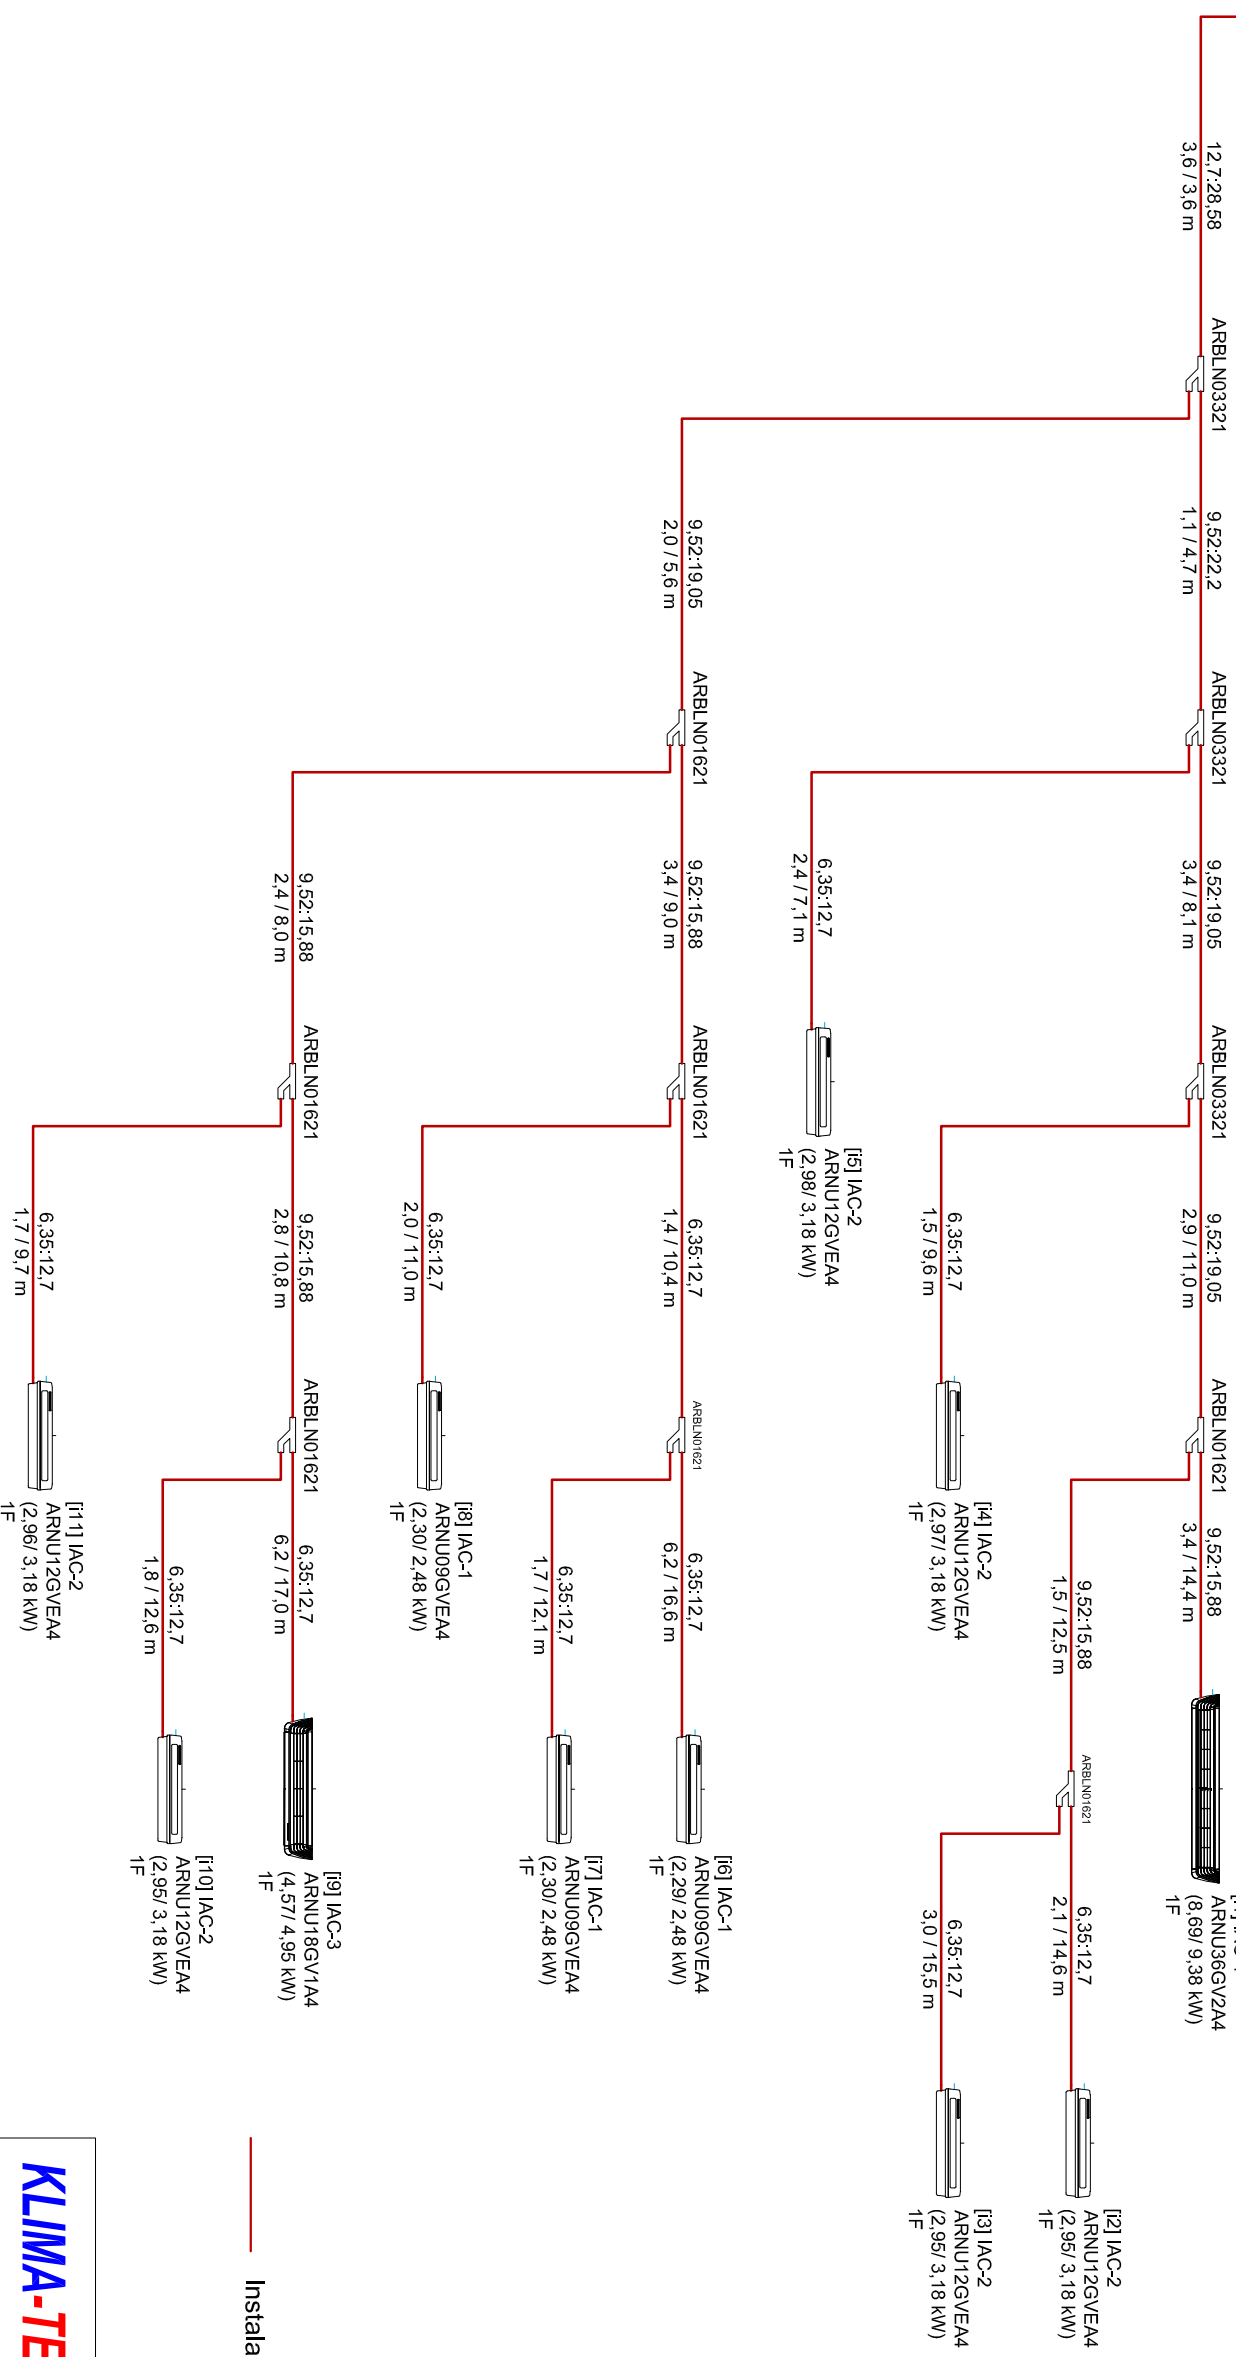 12,7:28,58
3,6 / 3,6 m
ARBLN03321
9,52:22,2
1,1 / 4,7 m
ARBLN03321
9,52:19,05
3,4 / 8,1 m
ARBLN03321
9,52:19,05
2,9 / 11,0 m
ARBLN01621
9,52:15,88
3,4 / 14,4 m
ARNU36GV2A4
(8,69/ 9,38 kW)
1F
9,52:15,88
1,5 / 12,5 m
ARBLN01621
6,35:12,7
2,1 / 14,6 m
[i2] IAC-2
ARNU12GVEA4
(2,95/ 3,18 kW)
1F
6,35:12,7
3,0 / 15,5 m
[i3] IAC-2
ARNU12GVEA4
(2,95/ 3,18 kW)
1F
6,35:12,7
1,5 / 9,6 m
[i4] IAC-2
ARNU12GVEA4
(2,97/ 3,18 kW)
1F
6,35:12,7
2,4 / 7,1 m
[i5] IAC-2
ARNU12GVEA4
(2,98/ 3,18 kW)
1F
9,52:19,05
2,0 / 5,6 m
ARBLN01621
9,52:15,88
3,4 / 9,0 m
ARBLN01621
6,35:12,7
1,4 / 10,4 m
ARBLN01621
6,35:12,7
6,2 / 16,6 m
[i6] IAC-1
ARNU09GVEA4
(2,29/ 2,48 kW)
1F
6,35:12,7
1,7 / 12,1 m
[i7] IAC-1
ARNU09GVEA4
(2,30/ 2,48 kW)
1F
6,35:12,7
2,0 / 11,0 m
[i8] IAC-1
ARNU09GVEA4
(2,30/ 2,48 kW)
1F
9,52:15,88
2,4 / 8,0 m
ARBLN01621
9,52:15,88
2,8 / 10,8 m
ARBLN01621
6,35:12,7
6,2 / 17,0 m
[i9] IAC-3
ARNU18GV1A4
(4,57/ 4,95 kW)
1F
6,35:12,7
1,8 / 12,6 m
[i10] IAC-2
ARNU12GVEA4
(2,95/ 3,18 kW)
1F
6,35:12,7
1,7 / 9,7 m
[i11] IAC-2
ARNU12GVEA4
(2,96/ 3,18 kW)
1F
Instala
KLIMA-TE